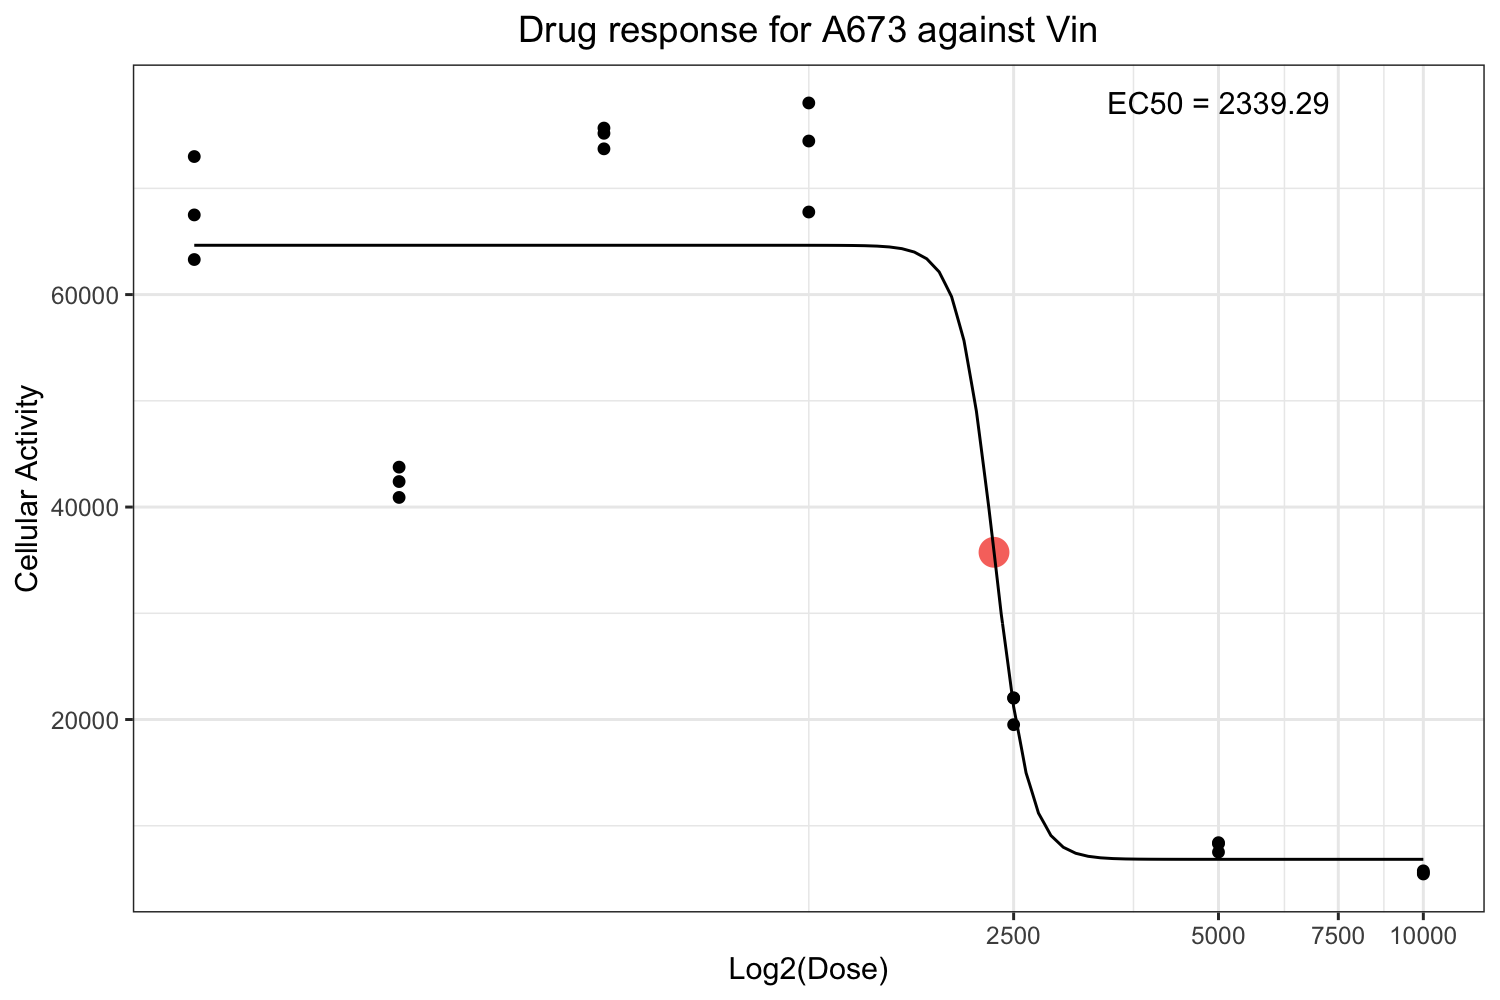 Drug response for A673 against Vin
EC50 = 2339.29
Cellular Activity
60000
40000
20000
2500 5000 7500 10000
Log2(Dose)